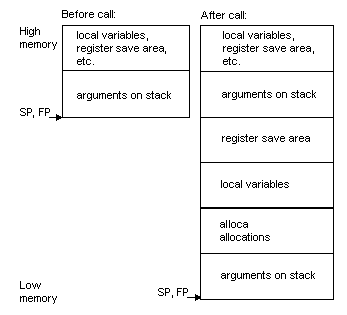 Before call:
After call:
High
memory
local variables,
register save area,
etc.
arguments on stack
SP, FP
local variables,
register save area,
etc.
arguments on stack
register save area
local variables
alloca
allocations
arguments on stack
Low
memory
SP, FP